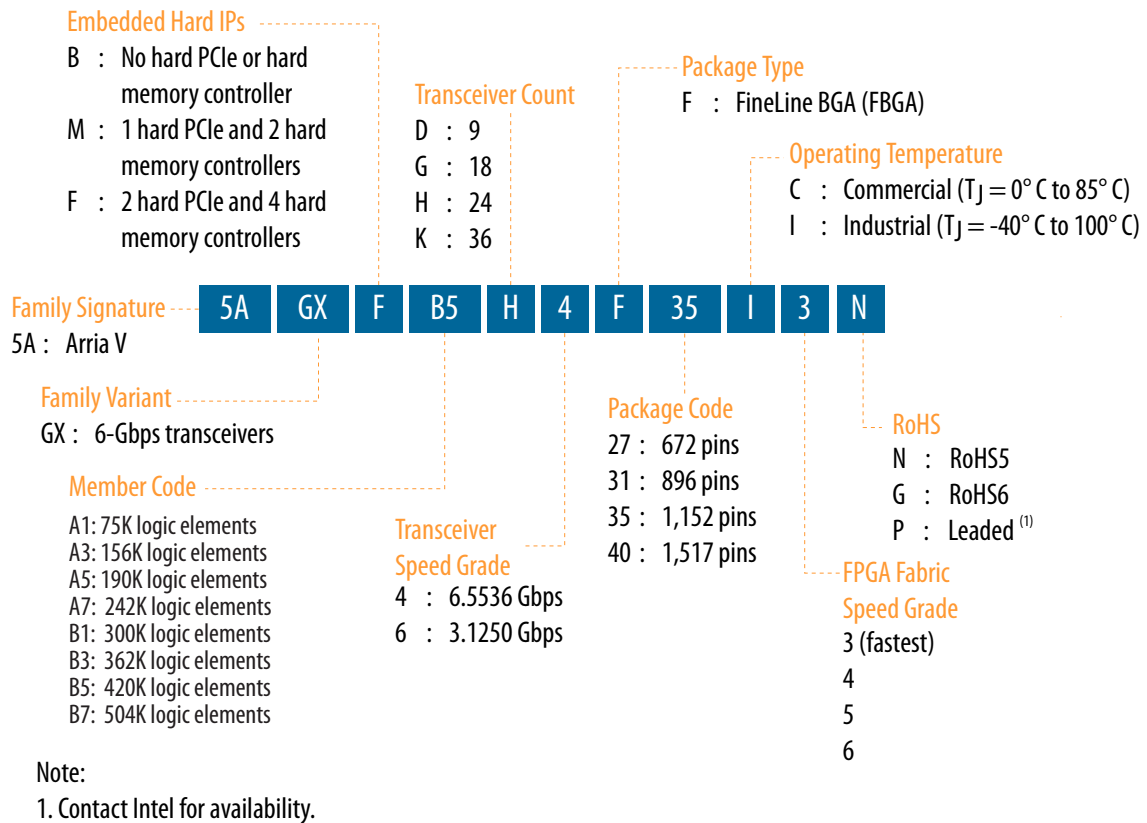 Embedded Hard IPs
B : No hard PCIe or hard
memory controller
M : 1 hard PCIe and 2 hard
memory controllers
F : 2 hard PCIe and 4 hard
memory controllers
Transceiver Count
D : 9
G : 18
H : 24
K : 36
Package Type
F : FineLine BGA (FBGA)
Operating Temperature
C : Commercial (TJ = 0° C to 85° C)
I : Industrial (TJ = -40° C to 100° C)
Family Signature
5A : Arria V
5A GX F B5 H 4 F 35 I 3 N
Family Variant
GX : 6-Gbps transceivers
Member Code
A1: 75K logic elements
A3: 156K logic elements
A5: 190K logic elements
A7: 242K logic elements
B1: 300K logic elements
B3: 362K logic elements
B5: 420K logic elements
B7: 504K logic elements
Transceiver
Speed Grade
4 : 6.5536 Gbps
6 : 3.1250 Gbps
Package Code
27 : 672 pins
31 : 896 pins
35 : 1,152 pins
40 : 1,517 pins
RoHS
N : RoHS5
G : RoHS6
P : Leaded (1)
FPGA Fabric
Speed Grade
3 (fastest)
4
5
6
Note:
1. Contact Intel for availability.